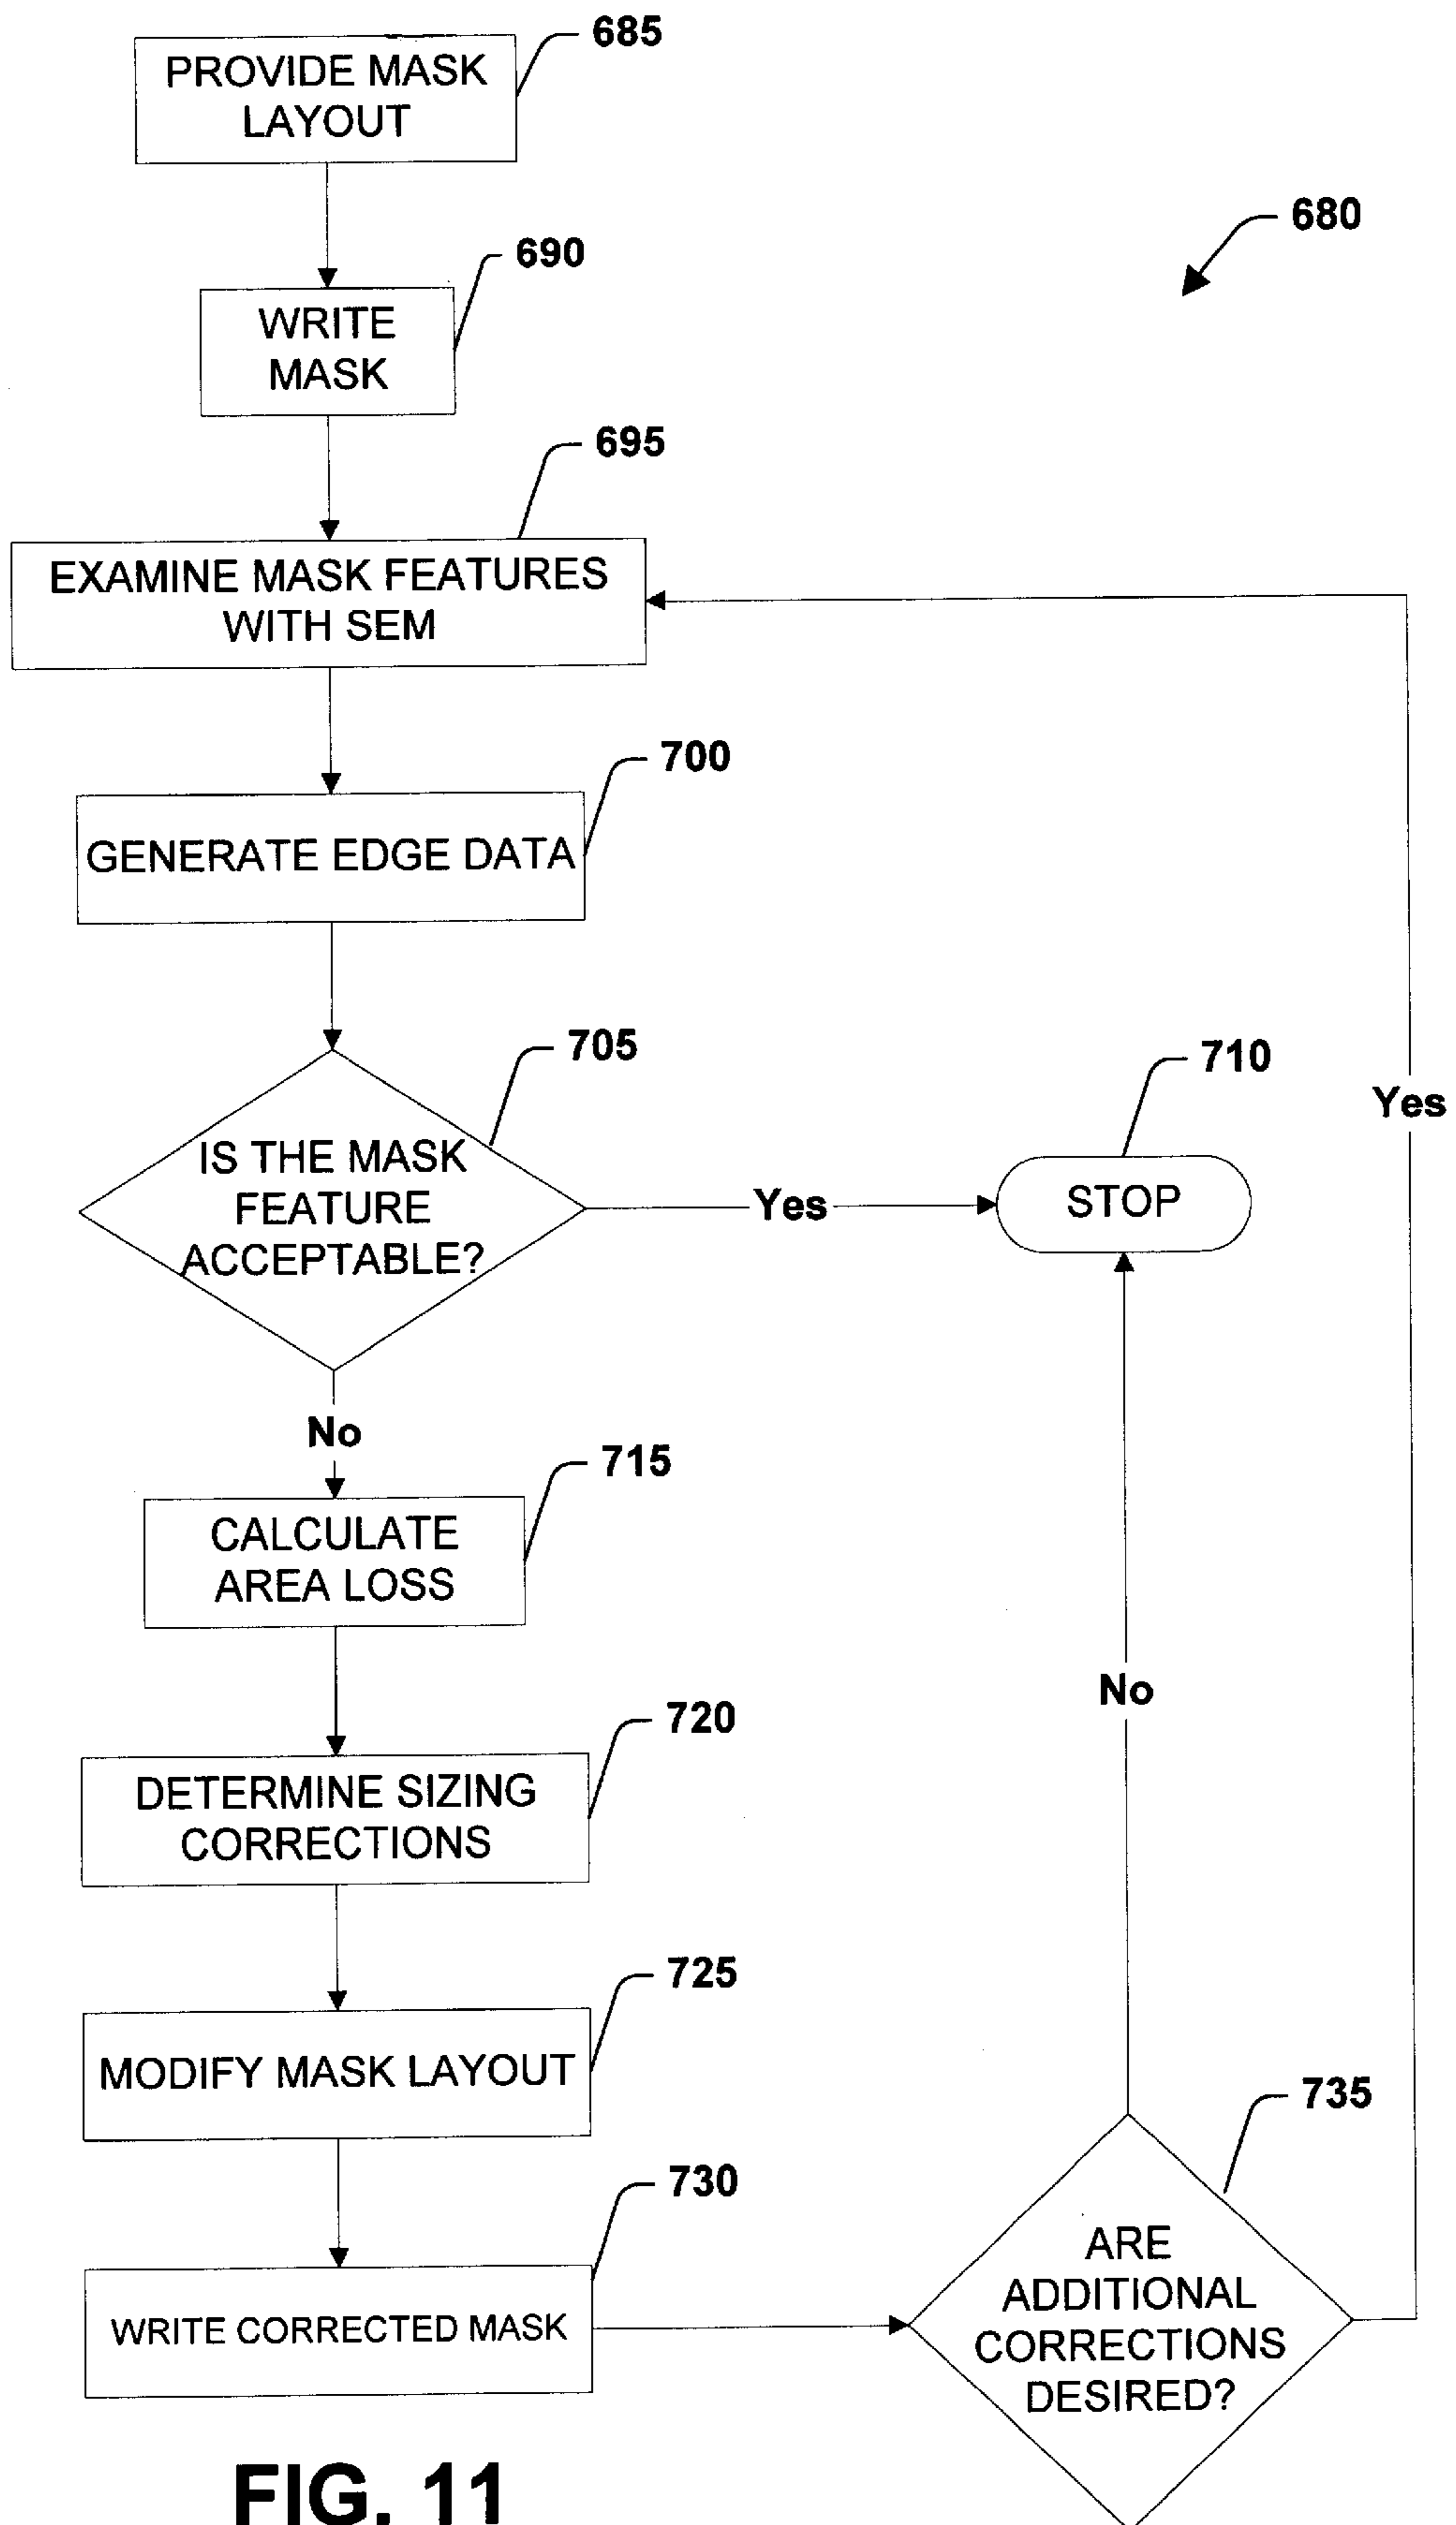 685
PROVIDE MASK
LAYOUT
680
690
WRITE
MASK
695
EXAMINE MASK FEATURES
WITH SEM
700
GENERATE EDGE DATA
705
IS THE MASK
FEATURE
ACCEPTABLE?
Yes
710
STOP
Yes
No
715
CALCULATE
AREA LOSS
No
720
DETERMINE SIZING
CORRECTIONS
725
MODIFY MASK LAYOUT
730
WRITE CORRECTED MASK
735
ARE
ADDITIONAL
CORRECTIONS
DESIRED?
FIG. 11